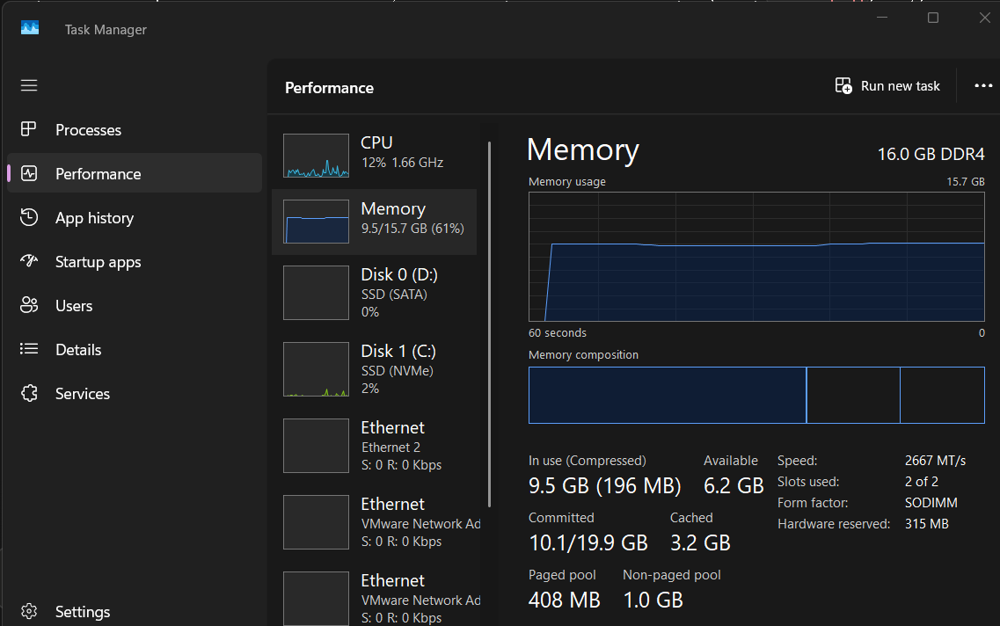 Task Manager
Processes
Performance
App history
Startup apps
Users
Details
Services
Settings
Performance
Run new task
CPU
12% 1.66 GHz
Memory
9.5/15.7 GB (61%)
Disk 0 (D:)
SSD (SATA)
0%
Disk 1 (C:)
SSD (NVMe)
2%
Ethernet
Ethernet 2
S: 0 R: 0 Kbps
Ethernet
VMware Network Ad
S: 0 R: 0 Kbps
Ethernet
VMware Network Ad
S: 0 R: 0 Kbps
Memory 16.0 GB DDR4
Memory usage 15.7 GB
60 seconds 0
Memory composition
In use (Compressed) Available
9.5 GB (196 MB) 6.2 GB
Committed Cached
10.1/19.9 GB 3.2 GB
Paged pool Non-paged pool
408 MB 1.0 GB
Speed: 2667 MT/s
Slots used: 2 of 2
Form factor: SODIMM
Hardware reserved: 315 MB